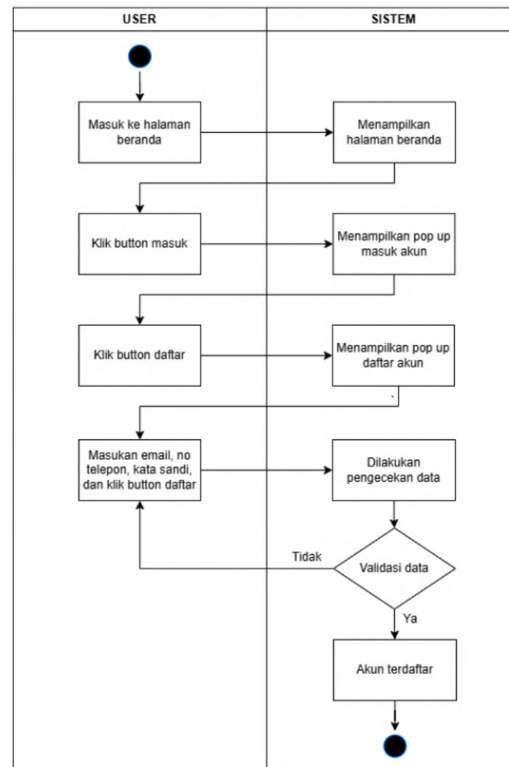 USER
SISTEM
Masuk ke halaman
beranda
Menampilkan
halaman beranda
Klik button masuk
Menampilkan pop up
masuk akun
Klik button daftar
Menampilkan pop up
daftar akun
Masukan email, no
telepon, kata sandi,
dan klik button daftar
Dilakukan
pengecekan data
Tidak
Validasi data
Ya
Akun terdaftar